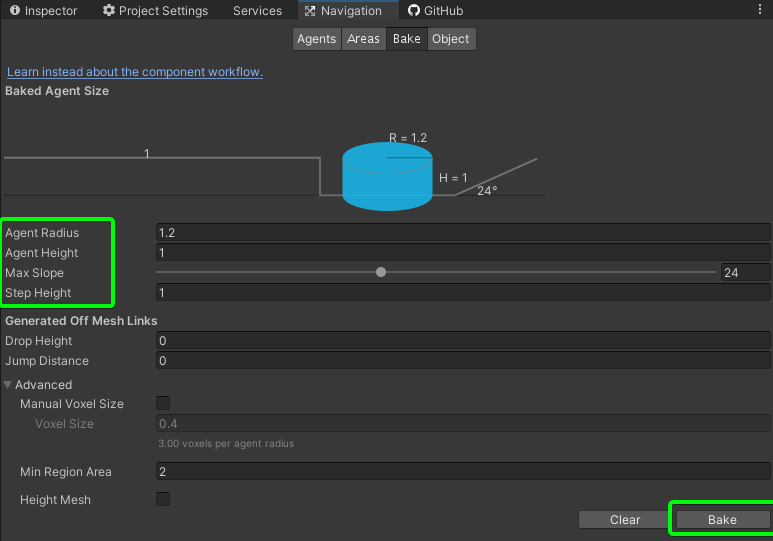 Inspector Project Settings Services Navigation GitHub
Agents Areas Bake Object
Learn instead about the component workflow.
Baked Agent Size
R = 1.2
1
H = 1
24°
Agent Radius 1.2
Agent Height 1
Max Slope 24
Step Height 1
Generated Off Mesh Links
Drop Height 0
Jump Distance 0
Advanced
Manual Voxel Size
Voxel Size 0.4
3.00 voxels per agent radius
Min Region Area 2
Height Mesh
Clear Bake